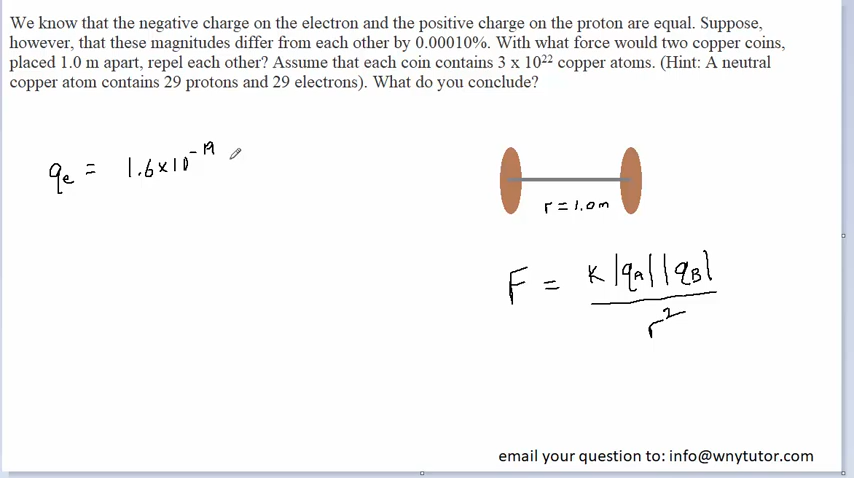 We know that the negative charge on the electron and the positive charge on the proton are equal. Suppose,
however, that these magnitudes differ from each other by 0.00010%. With what force would two copper coins,
placed 1.0 m apart, repel each other? Assume that each coin contains 3 x 10²² copper atoms. (Hint: A neutral
copper atom contains 29 protons and 29 electrons). What do you conclude?
qe = 1.6×10⁻¹⁹
r = 1.0m
F = K |qA| |qB|
r²
email your question to: info@wnytutor.com